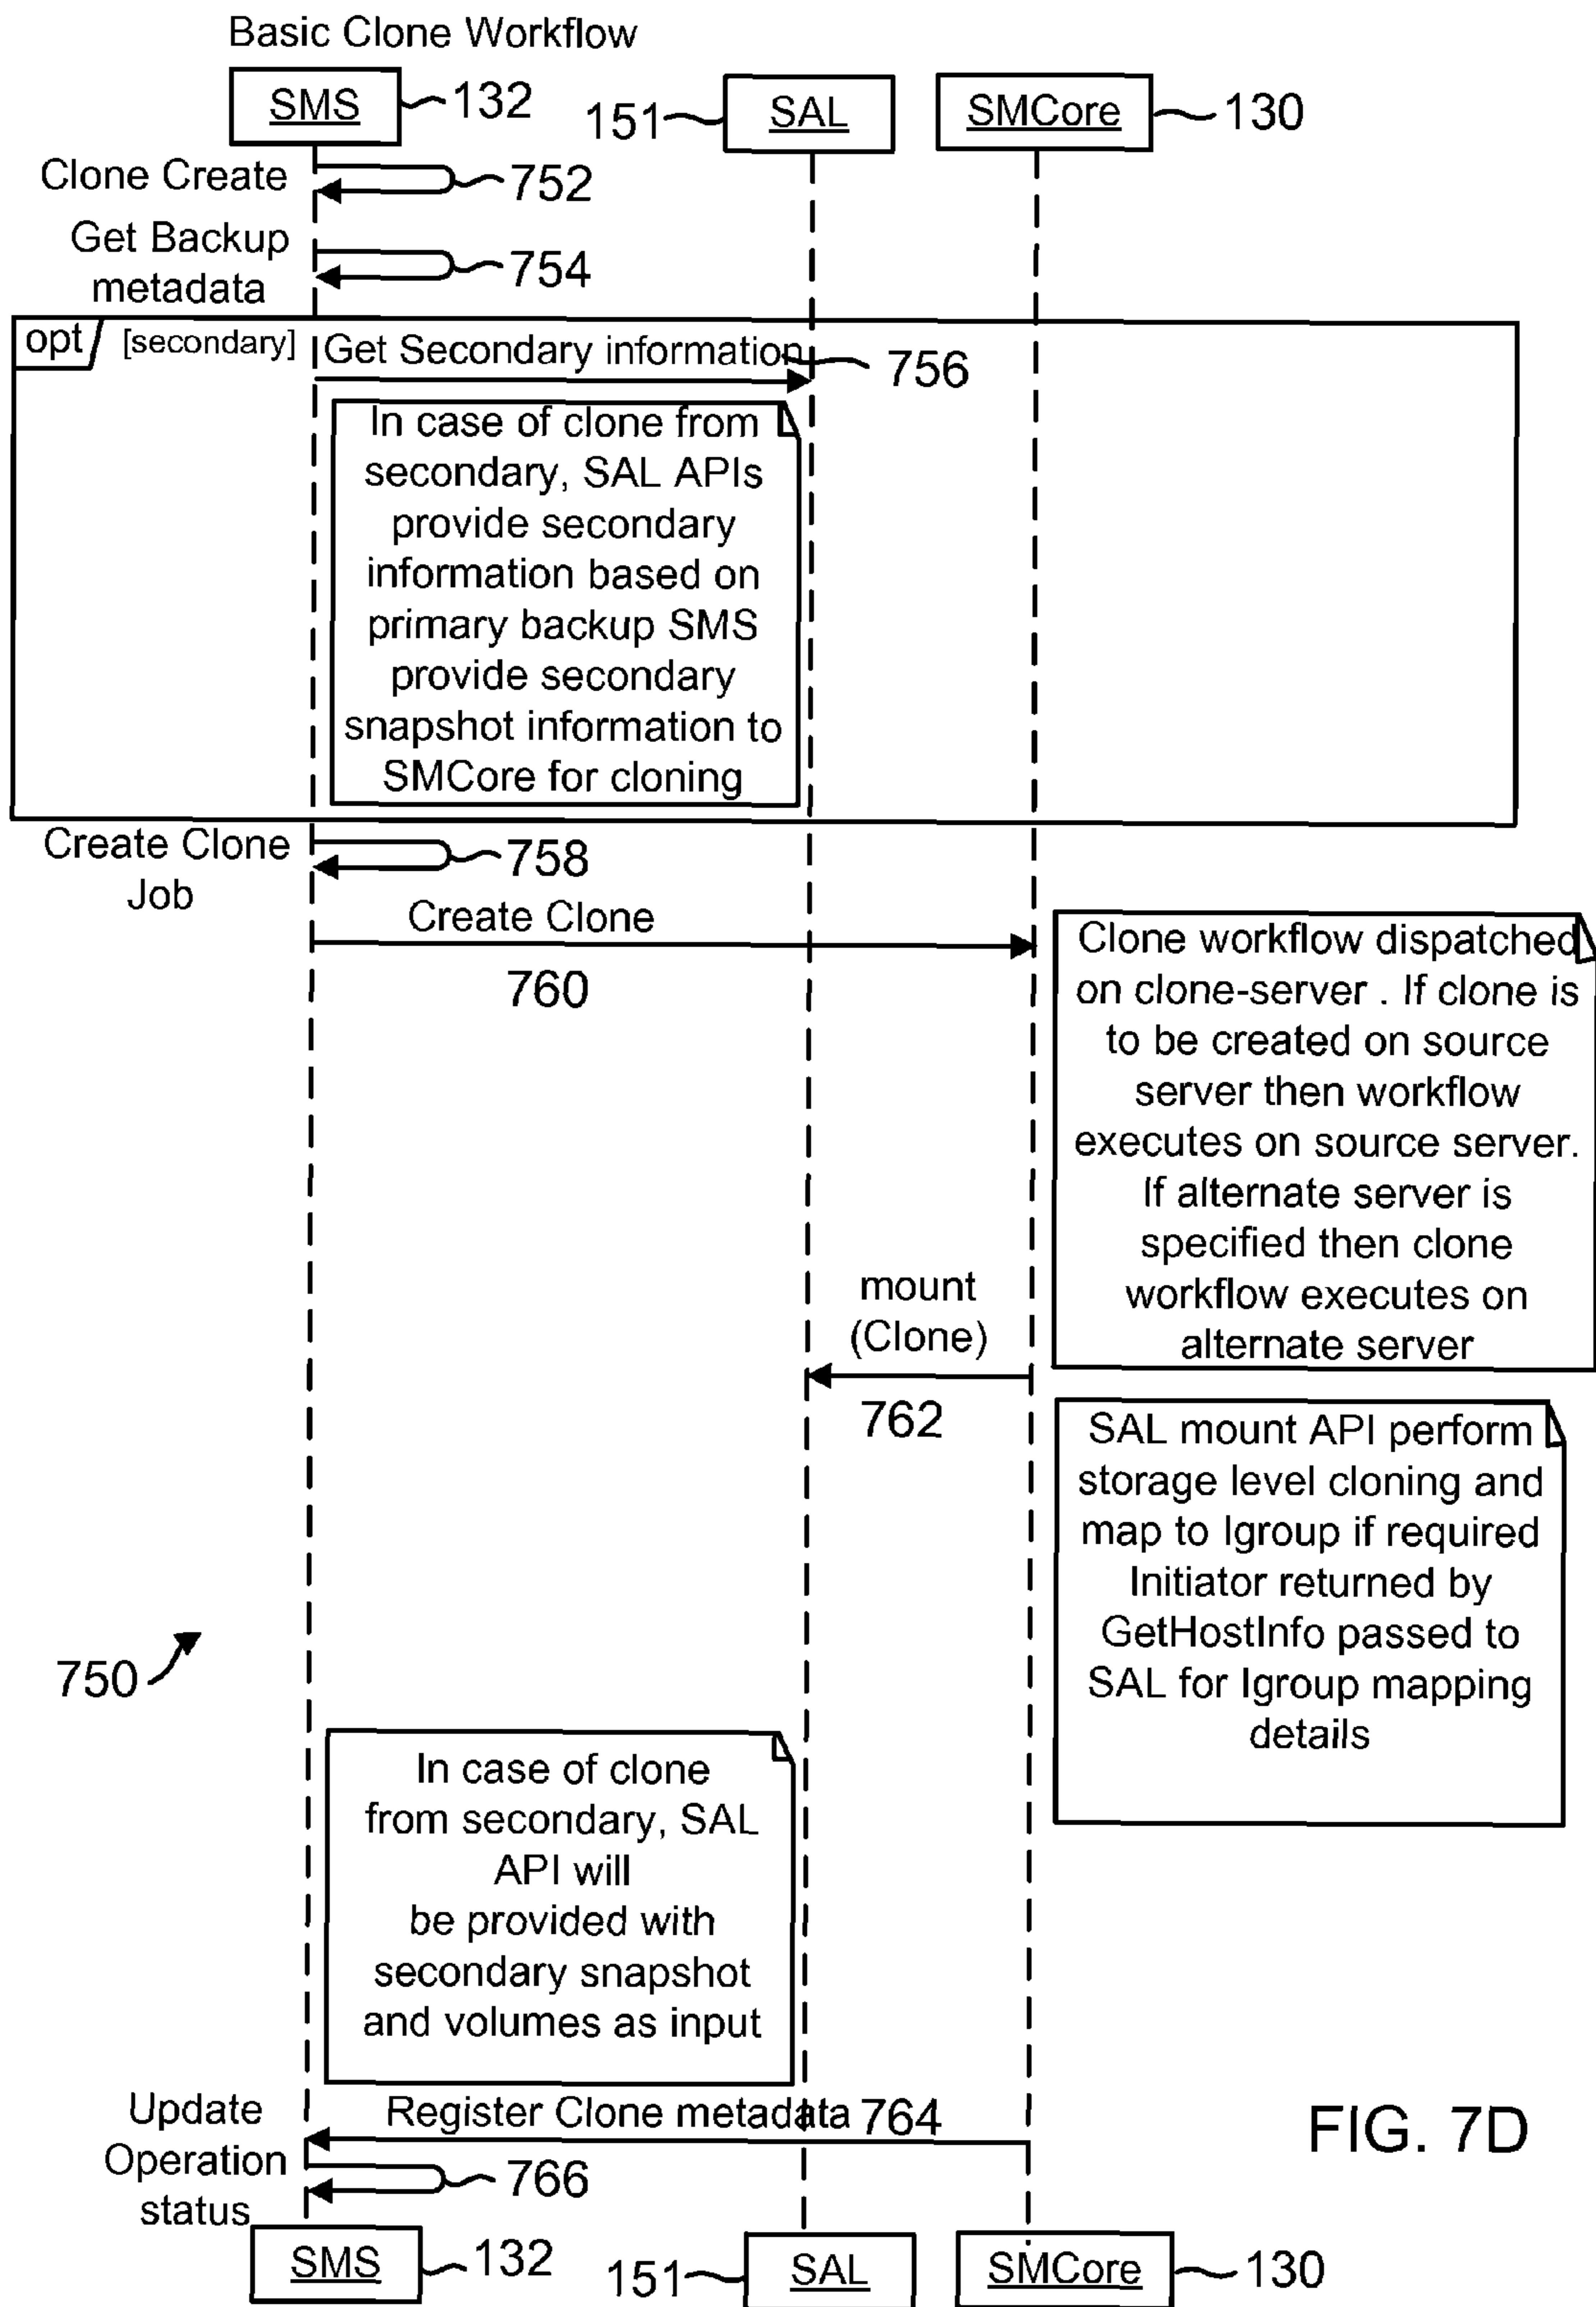 Basic Clone Workflow
SMS
132
151
SAL
SMCore
130
Clone Create
752
Get Backup
metadata
754
opt
[secondary]
Get Secondary information
756
In case of clone from
secondary, SAL APIs
provide secondary
information based on
primary backup SMS
provide secondary
snapshot information to
SMCore for cloning
Create Clone
Job
758
Create Clone
760
Clone workflow dispatched
on clone-server . If clone is
to be created on source
server then workflow
executes on source server.
If alternate server is
specified then clone
workflow executes on
alternate server
mount
(Clone)
762
SAL mount API perform
storage level cloning and
map to Igroup if required
Initiator returned by
GetHostInfo passed to
SAL for Igroup mapping
details
750
In case of clone
from secondary, SAL
API will
be provided with
secondary snapshot
and volumes as input
Register Clone metadata 764
Update
Operation
status
766
SMS
132
151
SAL
SMCore
130
FIG. 7D